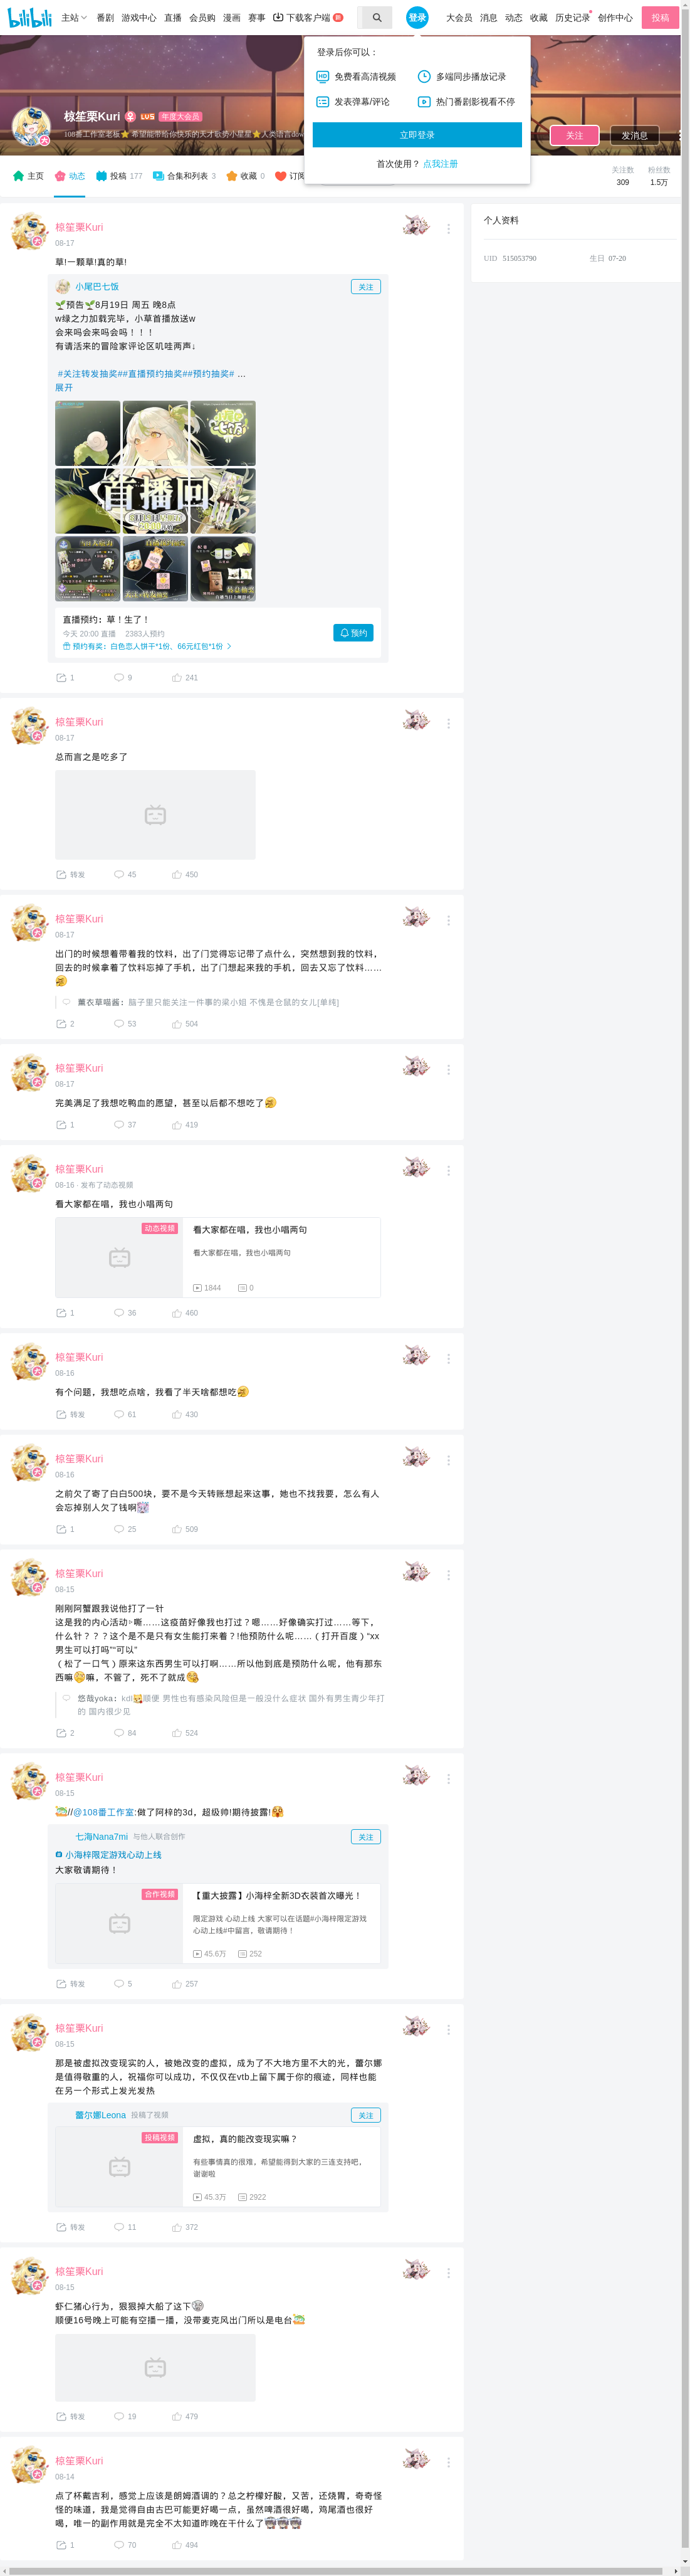 bilibili 主站 番剧 游戏中心 直播 会员购 漫画 赛事 下载客户端 登录 大会员 消息 动态 收藏 历史记录 创作中心 投稿
登录后你可以：
免费看高清视频 多端同步播放记录
发表弹幕/评论 热门番剧影视看不停
立即登录
首次使用？ 点我注册
椋笙栗Kuri LV5 年度大会员
关注 发消息
主页 动态 投稿 177 合集和列表 3 收藏 0 订阅
关注数 309
粉丝数 1.5万
个人资料
UID 515053790 生日 07-20
椋笙栗Kuri
08-17
草!一颗草!真的草!
小尾巴七饭 关注
🌱预告🌱8月19日 周五 晚8点
w绿之力加载完毕，小草首播放送w
会来吗会来吗会吗！！！
有请活来的冒险家评论区叽哇两声↓
#关注转发抽奖##直播预约抽奖##预约抽奖# …
展开
首播回
直播预约：草！生了！
今天 20:00 直播 2383人预约
预约有奖：白色恋人饼干*1份、66元红包*1份
预约
1 9 241
椋笙栗Kuri
08-17
总而言之是吃多了
转发 45 450
椋笙栗Kuri
08-17
出门的时候想着带着我的饮料，出了门觉得忘记带了点什么，突然想到我的饮料，
回去的时候拿着了饮料忘掉了手机，出了门想起来我的手机，回去又忘了饮料……
薰衣草喵酱：脑子里只能关注一件事的梁小姐 不愧是仓鼠的女儿[单纯]
2 53 504
椋笙栗Kuri
08-17
完美满足了我想吃鸭血的愿望，甚至以后都不想吃了
1 37 419
椋笙栗Kuri
08-16 · 发布了动态视频
看大家都在唱，我也小唱两句
动态视频
看大家都在唱，我也小唱两句
看大家都在唱，我也小唱两句
1844 0
1 36 460
椋笙栗Kuri
08-16
有个问题，我想吃点啥，我看了半天啥都想吃
转发 61 430
椋笙栗Kuri
08-16
之前欠了寄了白白500块，要不是今天转账想起来这事，她也不找我要，怎么有人
会忘掉别人欠了钱啊
1 25 509
椋笙栗Kuri
08-15
刚刚阿蟹跟我说他打了一针
这是我的内心活动▹嘶……这疫苗好像我也打过？嗯……好像确实打过……等下，
什么针？？？这个是不是只有女生能打来着？!他预防什么呢……（打开百度）“xx
男生可以打吗”“可以”
（松了一口气）原来这东西男生可以打啊……所以他到底是预防什么呢，他有那东
西嘛嘛，不管了，死不了就成
悠哉yoka：kdl顺便 男性也有感染风险但是一般没什么症状 国外有男生青少年打
的 国内很少见
2 84 524
椋笙栗Kuri
08-15
//@108番工作室:做了阿梓的3d，超级帅!期待披露!
七海Nana7mi 与他人联合创作 关注
小海梓限定游戏心动上线
大家敬请期待！
合作视频
【重大披露】小海梓全新3D衣装首次曝光！
限定游戏 心动上线 大家可以在话题#小海梓限定游戏
心动上线#中留言，敬请期待！
45.6万 252
转发 5 257
椋笙栗Kuri
08-15
那是被虚拟改变现实的人，被她改变的虚拟，成为了不大地方里不大的光，蕾尔娜
是值得敬重的人，祝福你可以成功，不仅仅在vtb上留下属于你的痕迹，同样也能
在另一个形式上发光发热
蕾尔娜Leona 投稿了视频 关注
投稿视频
虚拟，真的能改变现实嘛？
有些事情真的很难，希望能得到大家的三连支持吧，
谢谢啦
45.3万 2922
转发 11 372
椋笙栗Kuri
08-15
虾仁猪心行为，狠狠掉大船了这下
顺便16号晚上可能有空播一播，没带麦克风出门所以是电台
转发 19 479
椋笙栗Kuri
08-14
点了杯戴吉利，感觉上应该是朗姆酒调的？总之柠檬好酸，又苦，还烧胃，奇奇怪
怪的味道，我是觉得自由古巴可能更好喝一点，虽然啤酒很好喝，鸡尾酒也很好
喝，唯一的副作用就是完全不太知道昨晚在干什么了
1 70 494